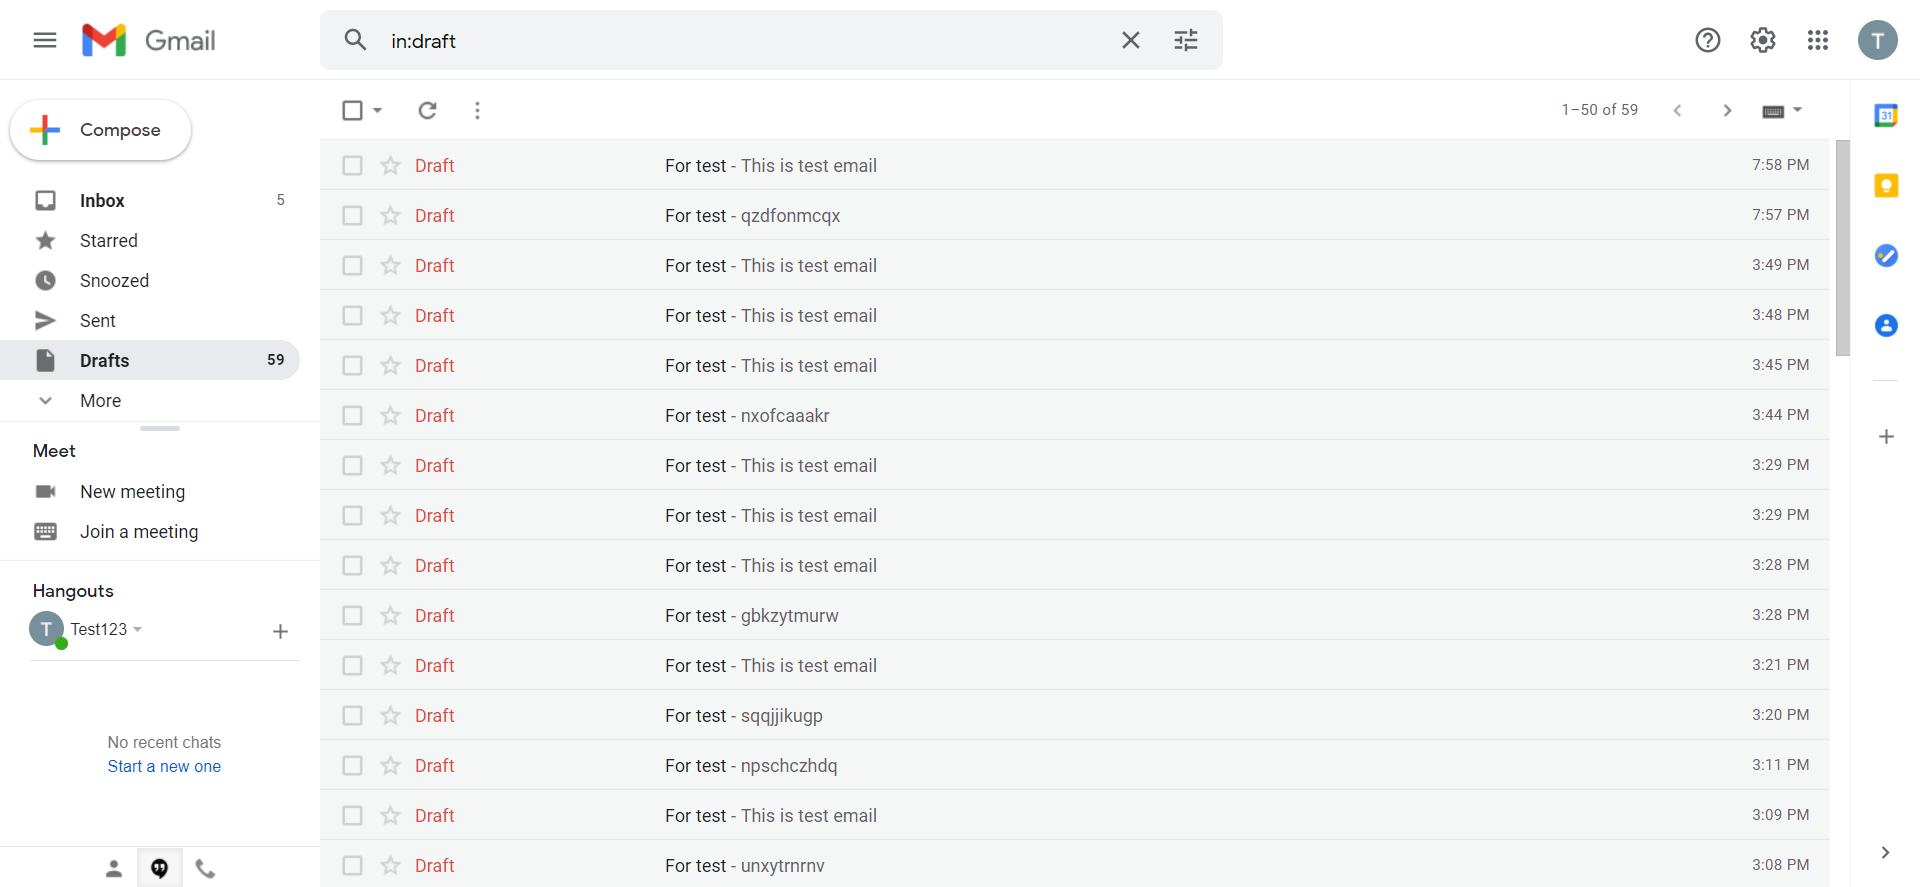 Gmail
in:draft
T
Compose
1–50 of 59
31
Inbox 5
Starred
Snoozed
Sent
Drafts 59
More
Meet
New meeting
Join a meeting
Hangouts
T Test123
No recent chats
Start a new one
Draft For test - This is test email 7:58 PM
Draft For test - qzdfonmcqx 7:57 PM
Draft For test - This is test email 3:49 PM
Draft For test - This is test email 3:48 PM
Draft For test - This is test email 3:45 PM
Draft For test - nxofcaaakr 3:44 PM
Draft For test - This is test email 3:29 PM
Draft For test - This is test email 3:29 PM
Draft For test - This is test email 3:28 PM
Draft For test - gbkzytmurw 3:28 PM
Draft For test - This is test email 3:21 PM
Draft For test - sqqjjikugp 3:20 PM
Draft For test - npschczhdq 3:11 PM
Draft For test - This is test email 3:09 PM
Draft For test - unxytrnrnv 3:08 PM